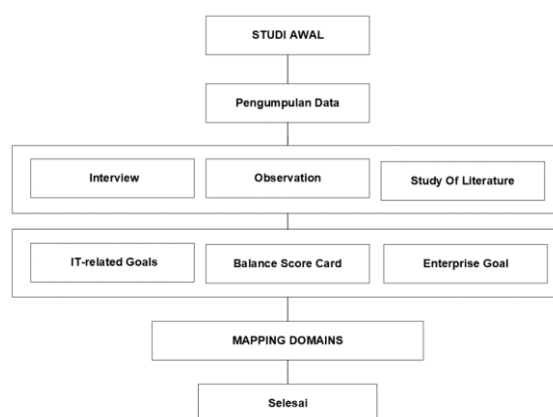 STUDI AWAL
Pengumpulan Data
Interview
Observation
Study Of Literature
IT-related Goals
Balance Score Card
Enterprise Goal
MAPPING DOMAINS
Selesai